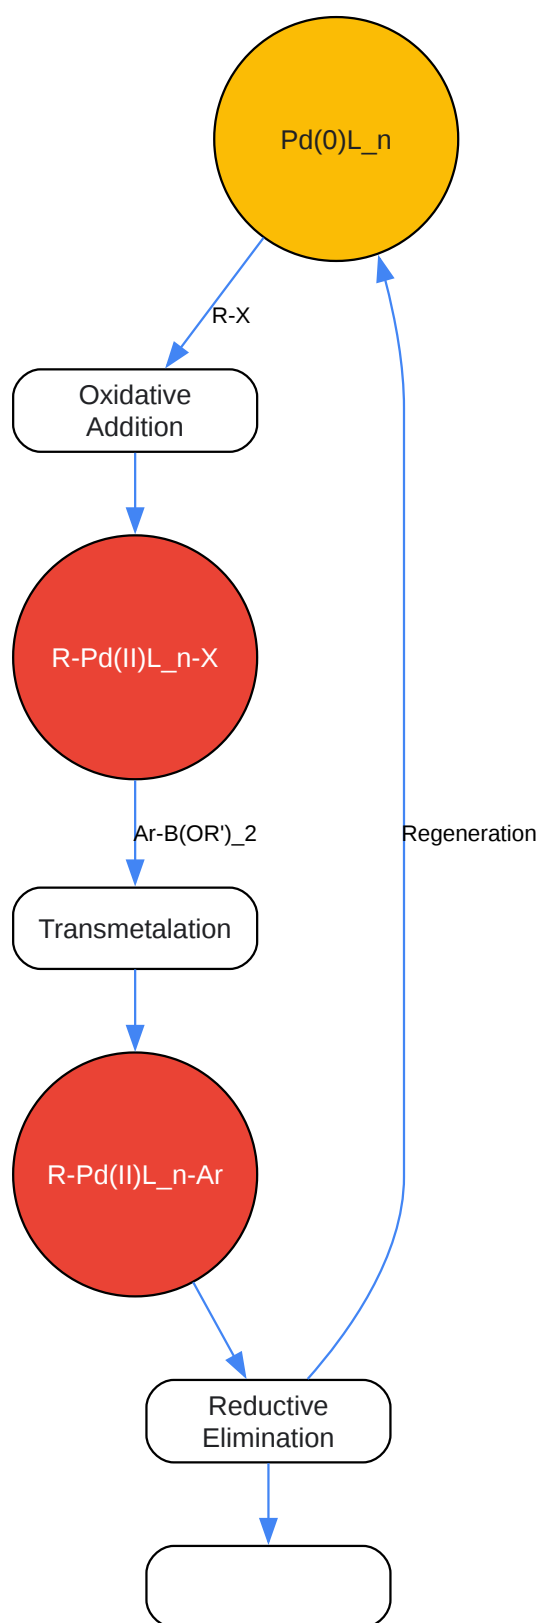 Pd(0)L_n
R-X
Oxidative
Addition
R-Pd(II)L_n-X
Ar-B(OR')_2
Regeneration
Transmetalation
R-Pd(II)L_n-Ar
Reductive
Elimination